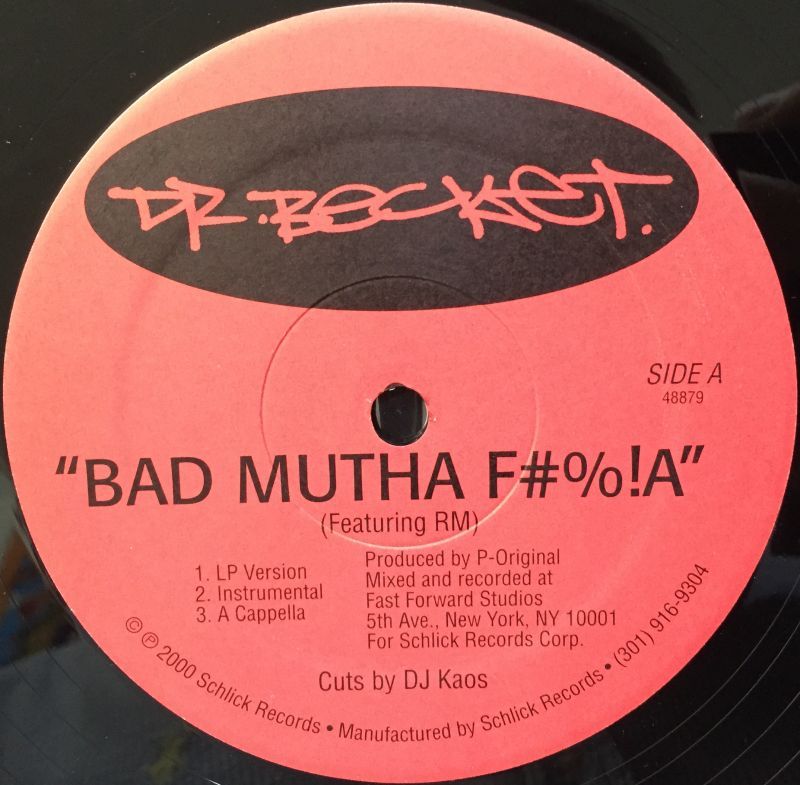 DR. BECKET.
SIDE A
48879
"BAD MUTHA F#%!A"
(Featuring RM)
1. LP Version
2. Instrumental
3. A Cappella
Produced by P-Original
Mixed and recorded at
Fast Forward Studios
5th Ave., New York, NY 10001
For Schlick Records Corp.
Cuts by DJ Kaos
© ℗ 2000 Schlick Records • Manufactured by Schlick Records • (301) 916-9304